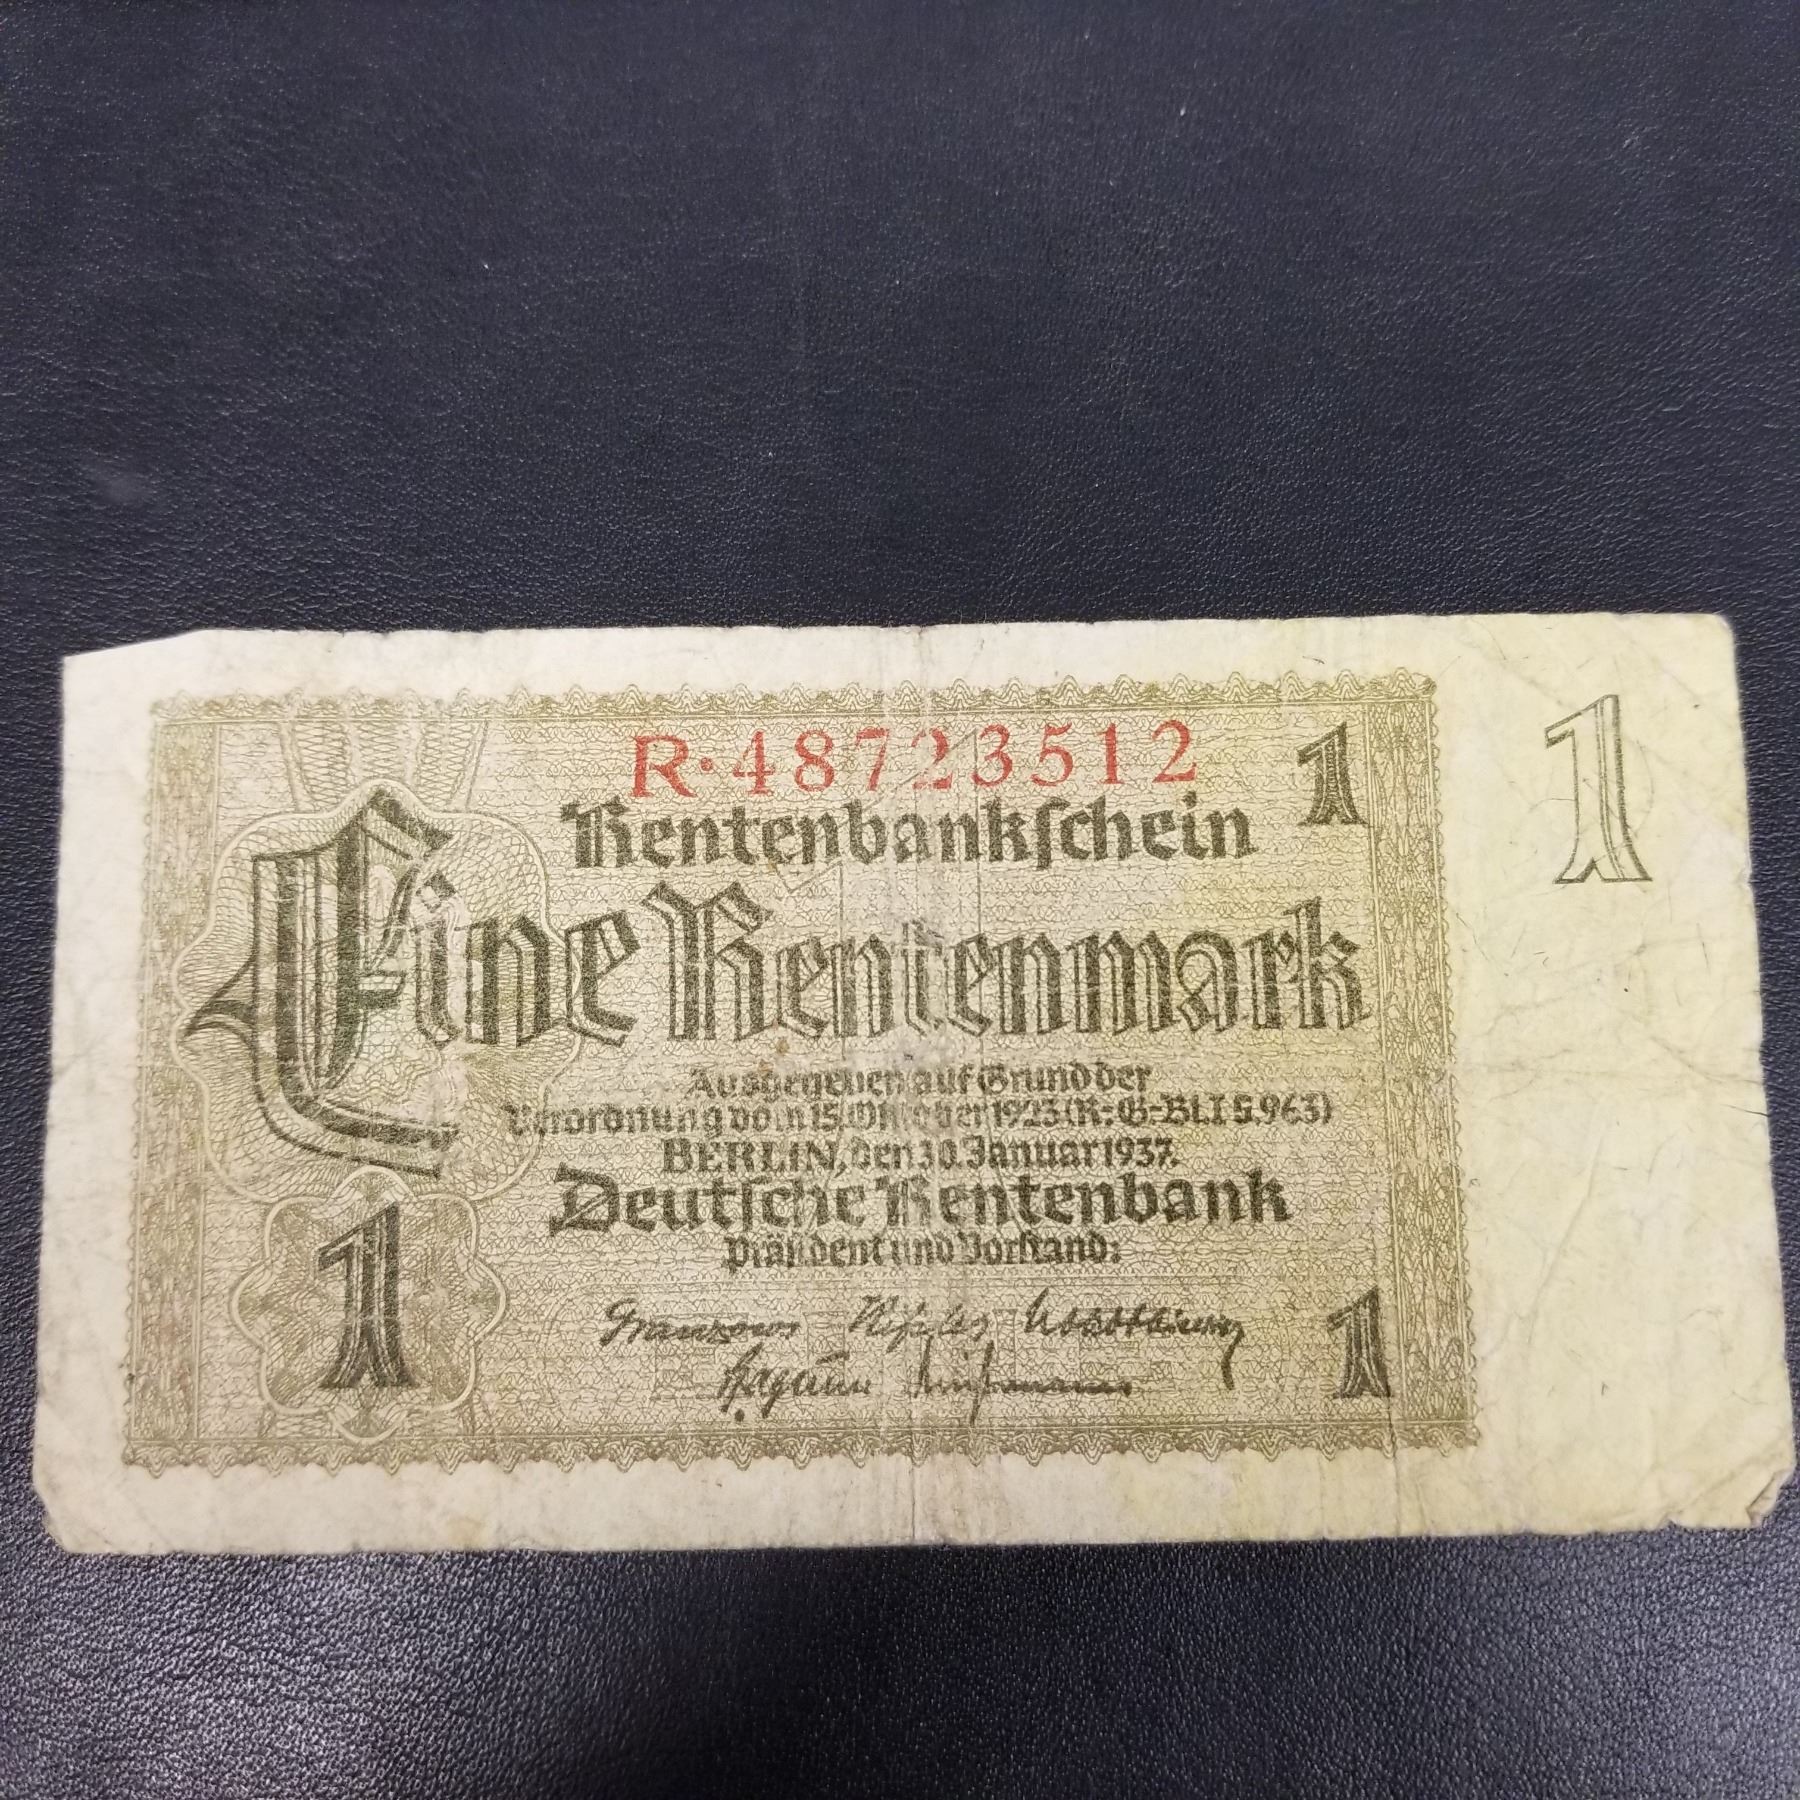 R·48723512
1
1
Rentenbankschein
Eine Rentenmark
Ausgegeben auf Grund der
Verordnung vom 15. Oktober 1923 (R.-G.-Bl. I S. 963)
BERLIN, den 30. Januar 1937.
Deutsche Rentenbank
Präsident und Vorstand:
1
1